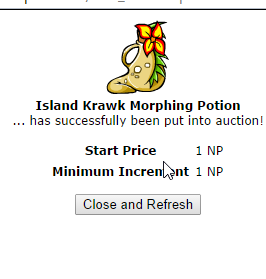 Island Krawk Morphing Potion
... has successfully been put into auction!
Start Price 1 NP
Minimum Increment 1 NP
Close and Refresh